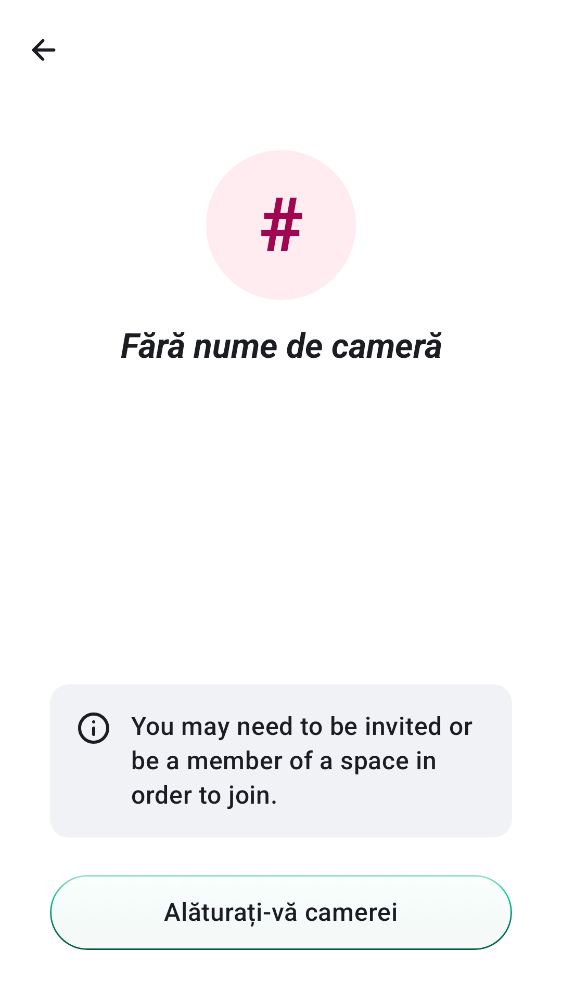 #
Fără nume de cameră
You may need to be invited or
be a member of a space in
order to join.
Alăturați-vă camerei